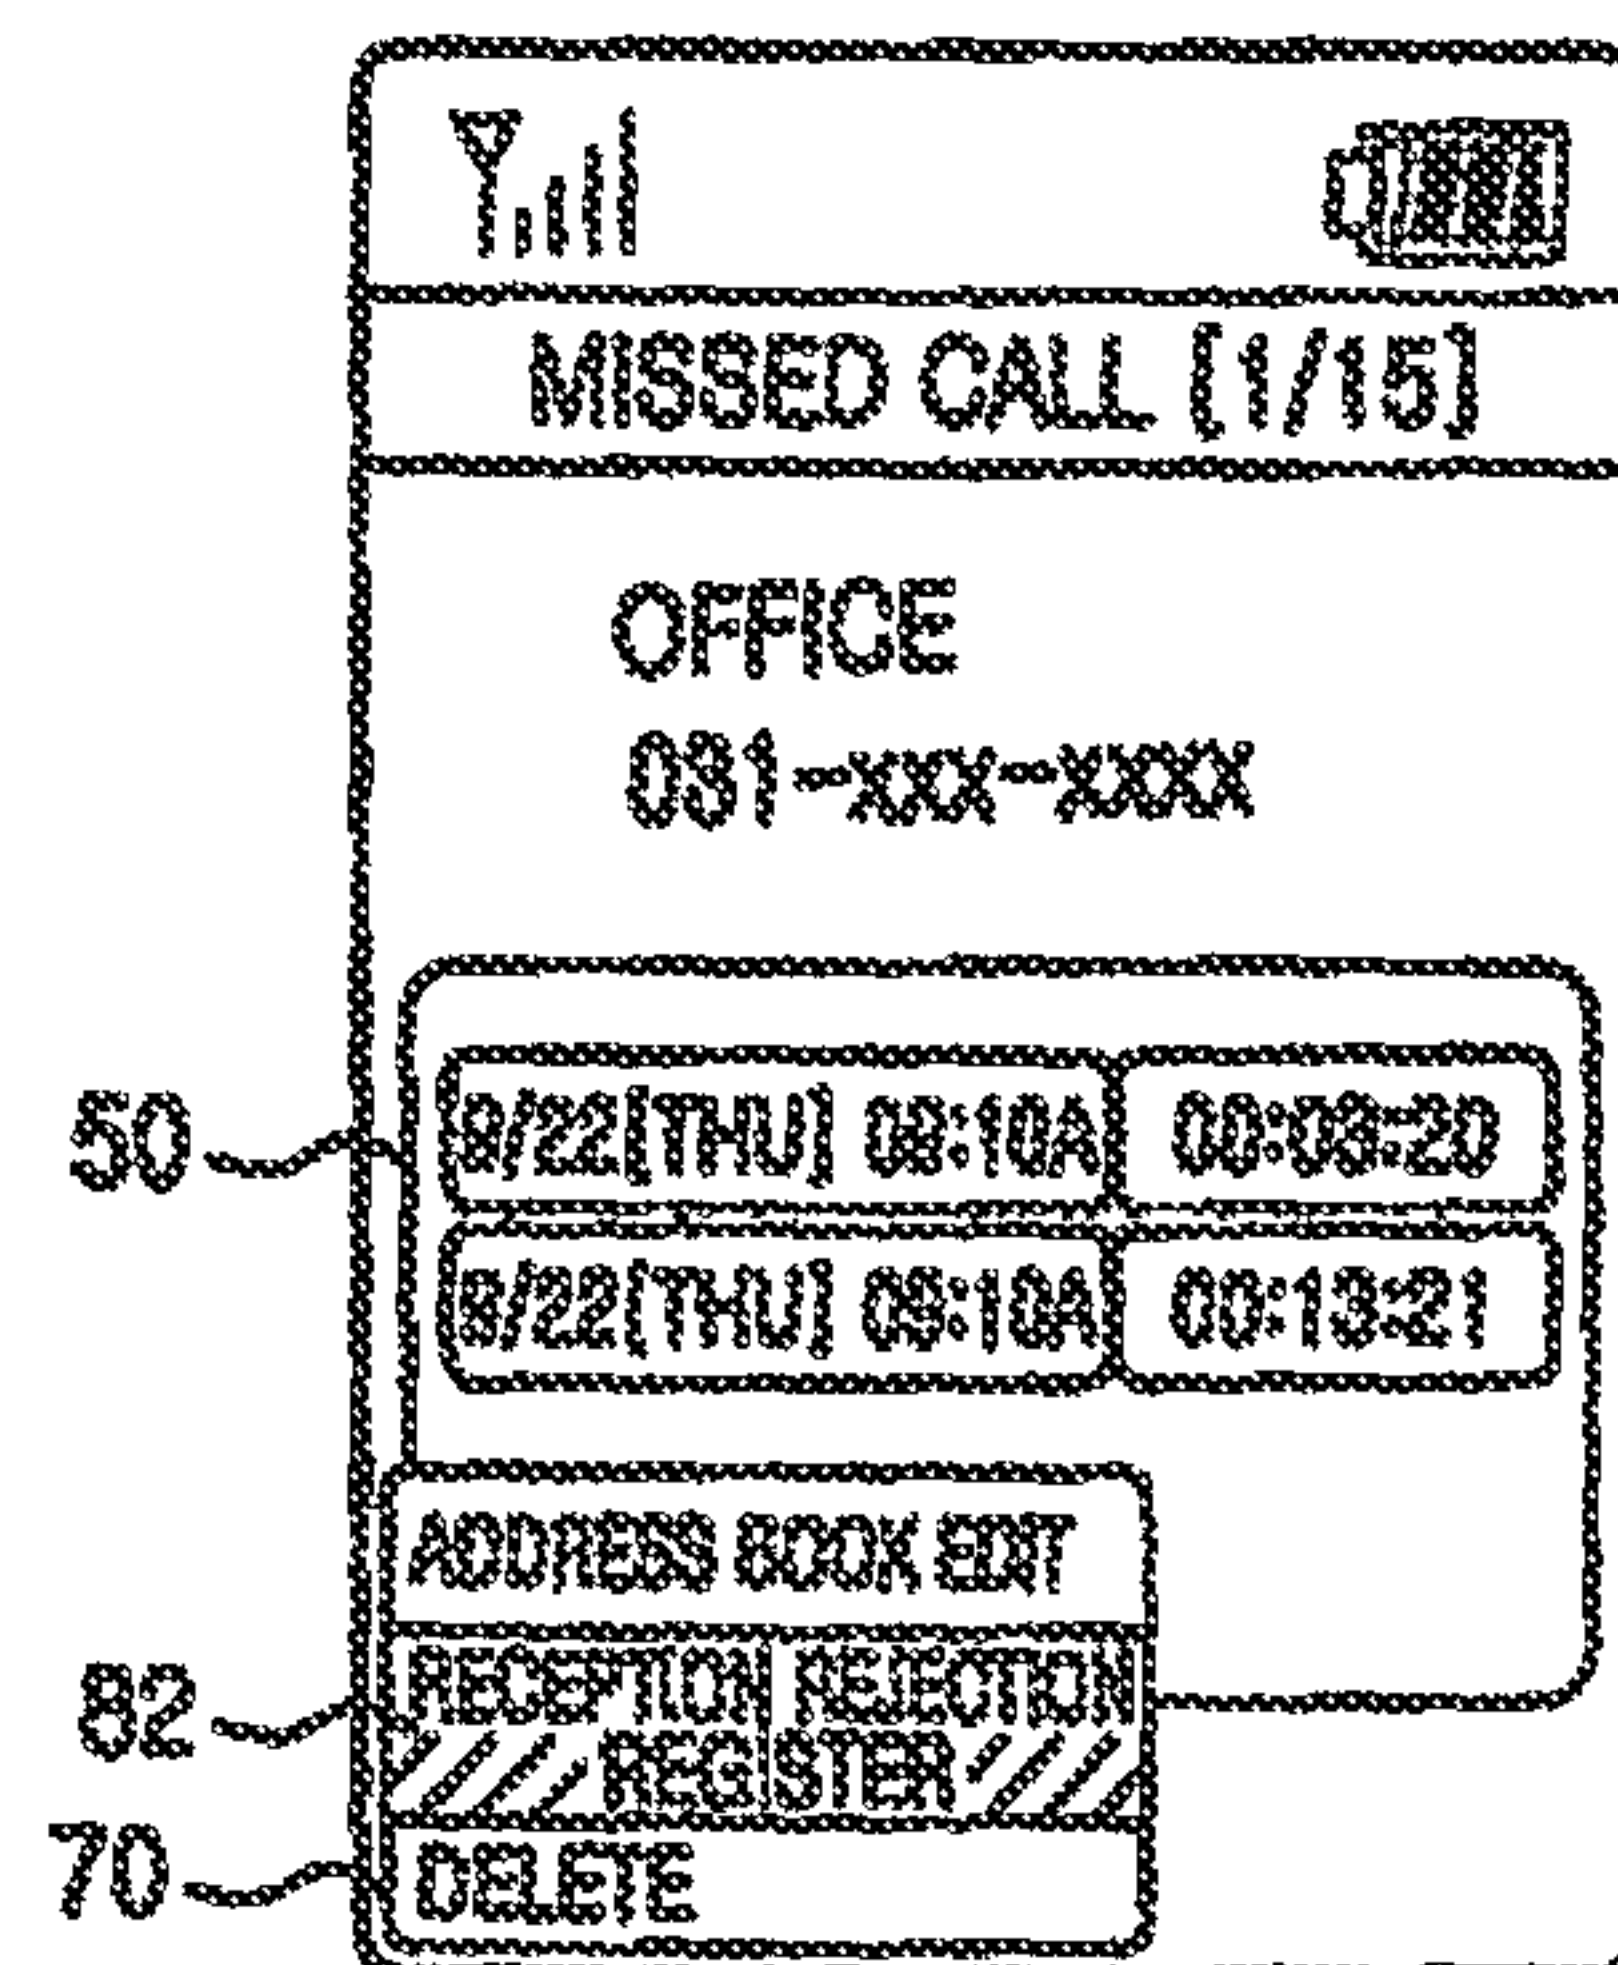 MISSED CALL [1/15]
OFFICE
031-xxx-xxxx
50
9/22[THU] 08:10A 00:03:20
9/22[THU] 09:10A 00:13:21
ADDRESS BOOK EDIT
82
RECEPTION REJECTION
REGISTER
70
DELETE